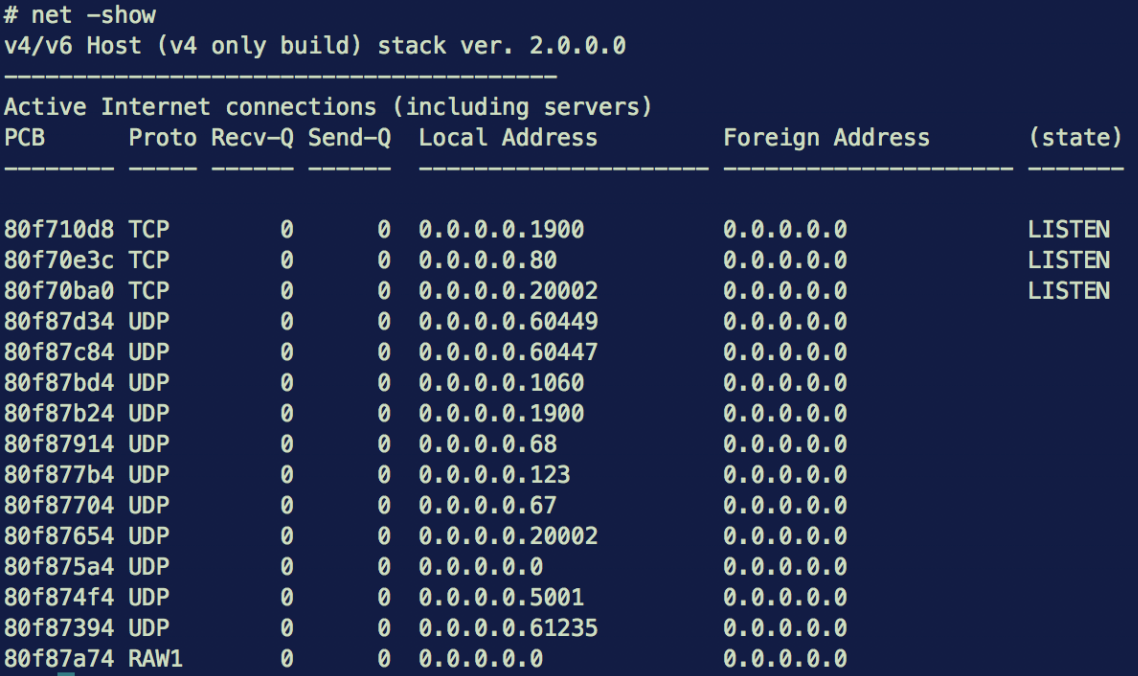 # net -show
v4/v6 Host (v4 only build) stack ver. 2.0.0.0
----------------------------------------
Active Internet connections (including servers)
PCB      Proto Recv-Q Send-Q  Local Address         Foreign Address       (state)
-------- ----- ------ ------  --------------------- --------------------- -------
80f710d8 TCP        0      0  0.0.0.0.1900          0.0.0.0.0             LISTEN
80f70e3c TCP        0      0  0.0.0.0.80            0.0.0.0.0             LISTEN
80f70ba0 TCP        0      0  0.0.0.0.20002         0.0.0.0.0             LISTEN
80f87d34 UDP        0      0  0.0.0.0.60449         0.0.0.0.0
80f87c84 UDP        0      0  0.0.0.0.60447         0.0.0.0.0
80f87bd4 UDP        0      0  0.0.0.0.1060          0.0.0.0.0
80f87b24 UDP        0      0  0.0.0.0.1900          0.0.0.0.0
80f87914 UDP        0      0  0.0.0.0.68            0.0.0.0.0
80f877b4 UDP        0      0  0.0.0.0.123           0.0.0.0.0
80f87704 UDP        0      0  0.0.0.0.67            0.0.0.0.0
80f87654 UDP        0      0  0.0.0.0.20002         0.0.0.0.0
80f875a4 UDP        0      0  0.0.0.0.0             0.0.0.0.0
80f874f4 UDP        0      0  0.0.0.0.5001          0.0.0.0.0
80f87394 UDP        0      0  0.0.0.0.61235         0.0.0.0.0
80f87a74 RAW1       0      0  0.0.0.0.0             0.0.0.0.0